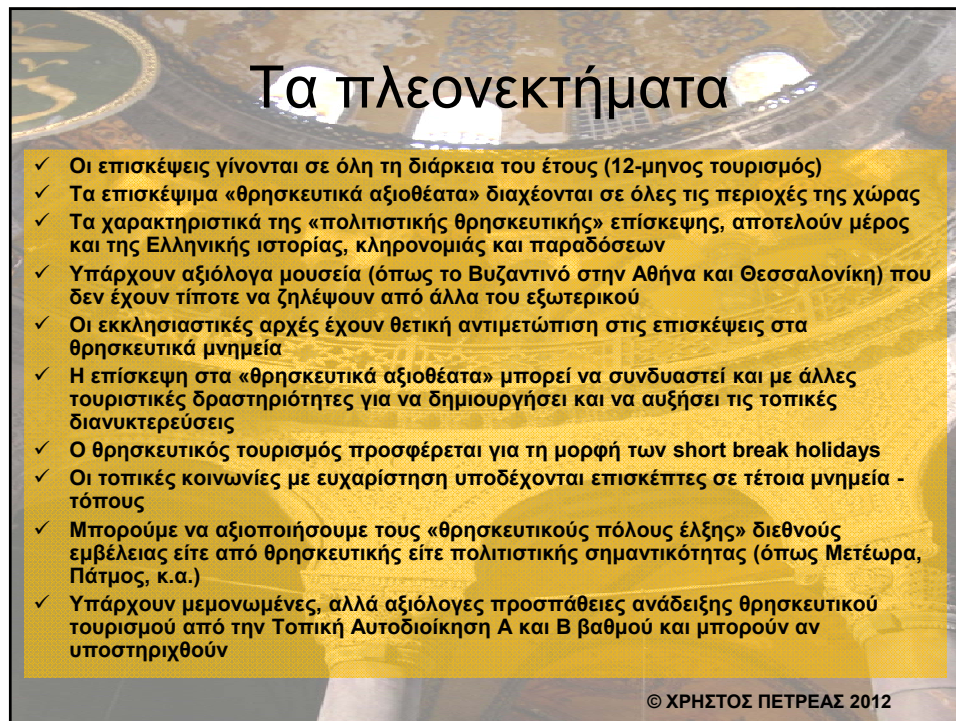 Τα πλεονεκτήματα
✓ Οι επισκέψεις γίνονται σε όλη τη διάρκεια του έτους (12-μηνος τουρισμός)
✓ Τα επισκέψιμα «θρησκευτικά αξιοθέατα» διαχέονται σε όλες τις περιοχές της χώρας
✓ Τα χαρακτηριστικά της «πολιτιστικής θρησκευτικής» επίσκεψης, αποτελούν μέρος
και της Ελληνικής ιστορίας, κληρονομιάς και παραδόσεων
✓ Υπάρχουν αξιόλογα μουσεία (όπως το Βυζαντινό στην Αθήνα και Θεσσαλονίκη) που
δεν έχουν τίποτε να ζηλέψουν από άλλα του εξωτερικού
✓ Οι εκκλησιαστικές αρχές έχουν θετική αντιμετώπιση στις επισκέψεις στα
θρησκευτικά μνημεία
✓ Η επίσκεψη στα «θρησκευτικά αξιοθέατα» μπορεί να συνδυαστεί και με άλλες
τουριστικές δραστηριότητες για να δημιουργήσει και να αυξήσει τις τοπικές
διανυκτερεύσεις
✓ Ο θρησκευτικός τουρισμός προσφέρεται για τη μορφή των short break holidays
✓ Οι τοπικές κοινωνίες με ευχαρίστηση υποδέχονται επισκέπτες σε τέτοια μνημεία -
τόπους
✓ Μπορούμε να αξιοποιήσουμε τους «θρησκευτικούς πόλους έλξης» διεθνούς
εμβέλειας είτε από θρησκευτικής είτε πολιτιστικής σημαντικότητας (όπως Μετέωρα,
Πάτμος, κ.α.)
✓ Υπάρχουν μεμονωμένες, αλλά αξιόλογες προσπάθειες ανάδειξης θρησκευτικού
τουρισμού από την Τοπική Αυτοδιοίκηση Α και Β βαθμού και μπορούν αν
υποστηριχθούν
© ΧΡΗΣΤΟΣ ΠΕΤΡΕΑΣ 2012